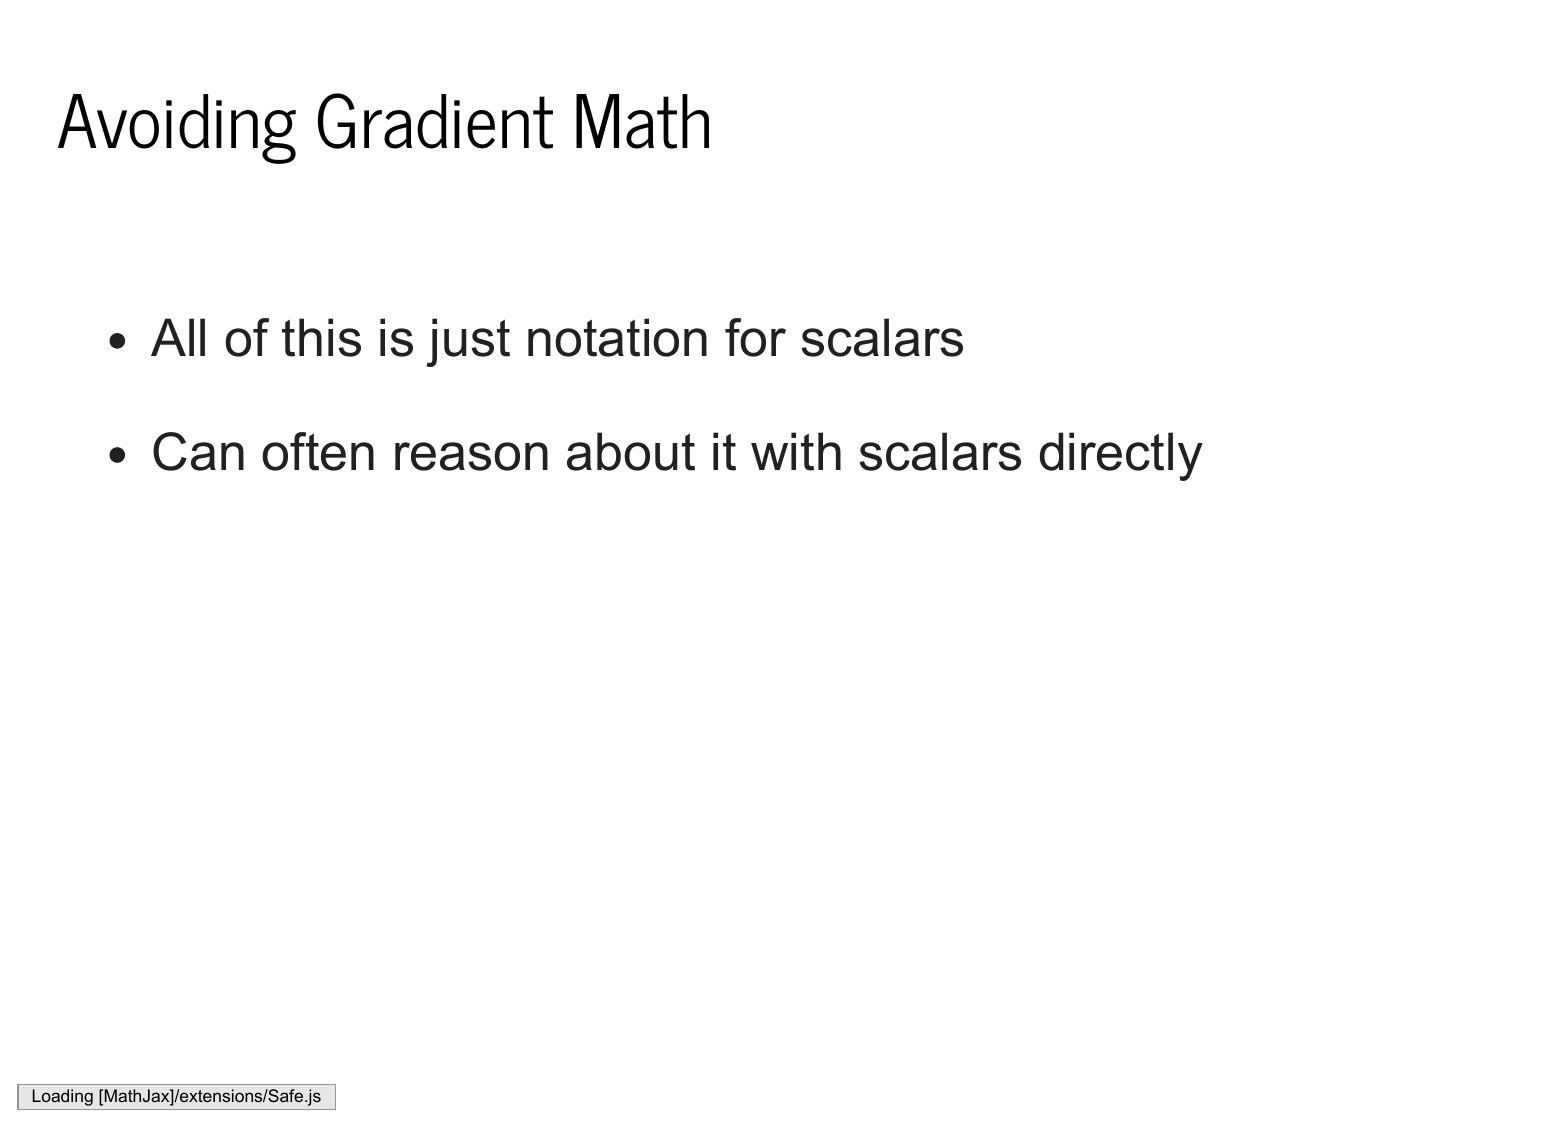 Avoiding Gradient Math
All of this is just notation for scalars
Can often reason about it with scalars directly
Loading [MathJax]/extensions/Safe.js